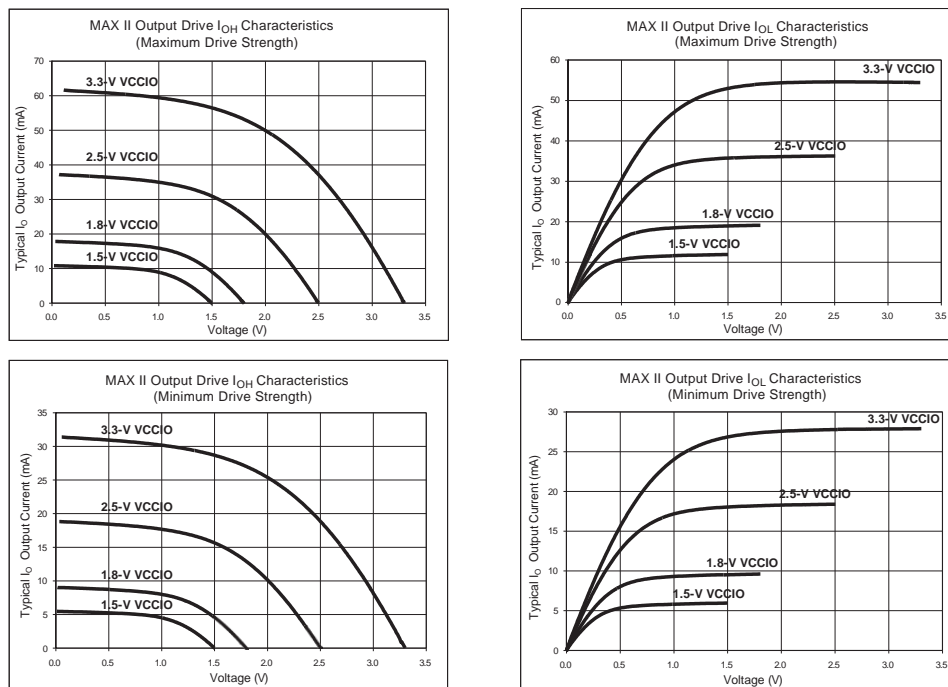 MAX II Output Drive IOH Characteristics
(Maximum Drive Strength)
70
60
50
40
30
20
10
0
Typical IO Output Current (mA)
3.3-V VCCIO
2.5-V VCCIO
1.8-V VCCIO
1.5-V VCCIO
0.0 0.5 1.0 1.5 2.0 2.5 3.0 3.5
Voltage (V)
MAX II Output Drive IOL Characteristics
(Maximum Drive Strength)
60
50
40
30
20
10
0
Typical IO Output Current (mA)
3.3-V VCCIO
2.5-V VCCIO
1.8-V VCCIO
1.5-V VCCIO
0.0 0.5 1.0 1.5 2.0 2.5 3.0 3.5
Voltage (V)
MAX II Output Drive IOH Characteristics
(Minimum Drive Strength)
35
30
25
20
15
10
5
0
Typical IO Output Current (mA)
3.3-V VCCIO
2.5-V VCCIO
1.8-V VCCIO
1.5-V VCCIO
0.0 0.5 1.0 1.5 2.0 2.5 3.0 3.5
Voltage (V)
MAX II Output Drive IOL Characteristics
(Minimum Drive Strength)
30
25
20
15
10
5
0
Typical IO Output Current (mA)
3.3-V VCCIO
2.5-V VCCIO
1.8-V VCCIO
1.5-V VCCIO
0.0 0.5 1.0 1.5 2.0 2.5 3.0 3.5
Voltage (V)